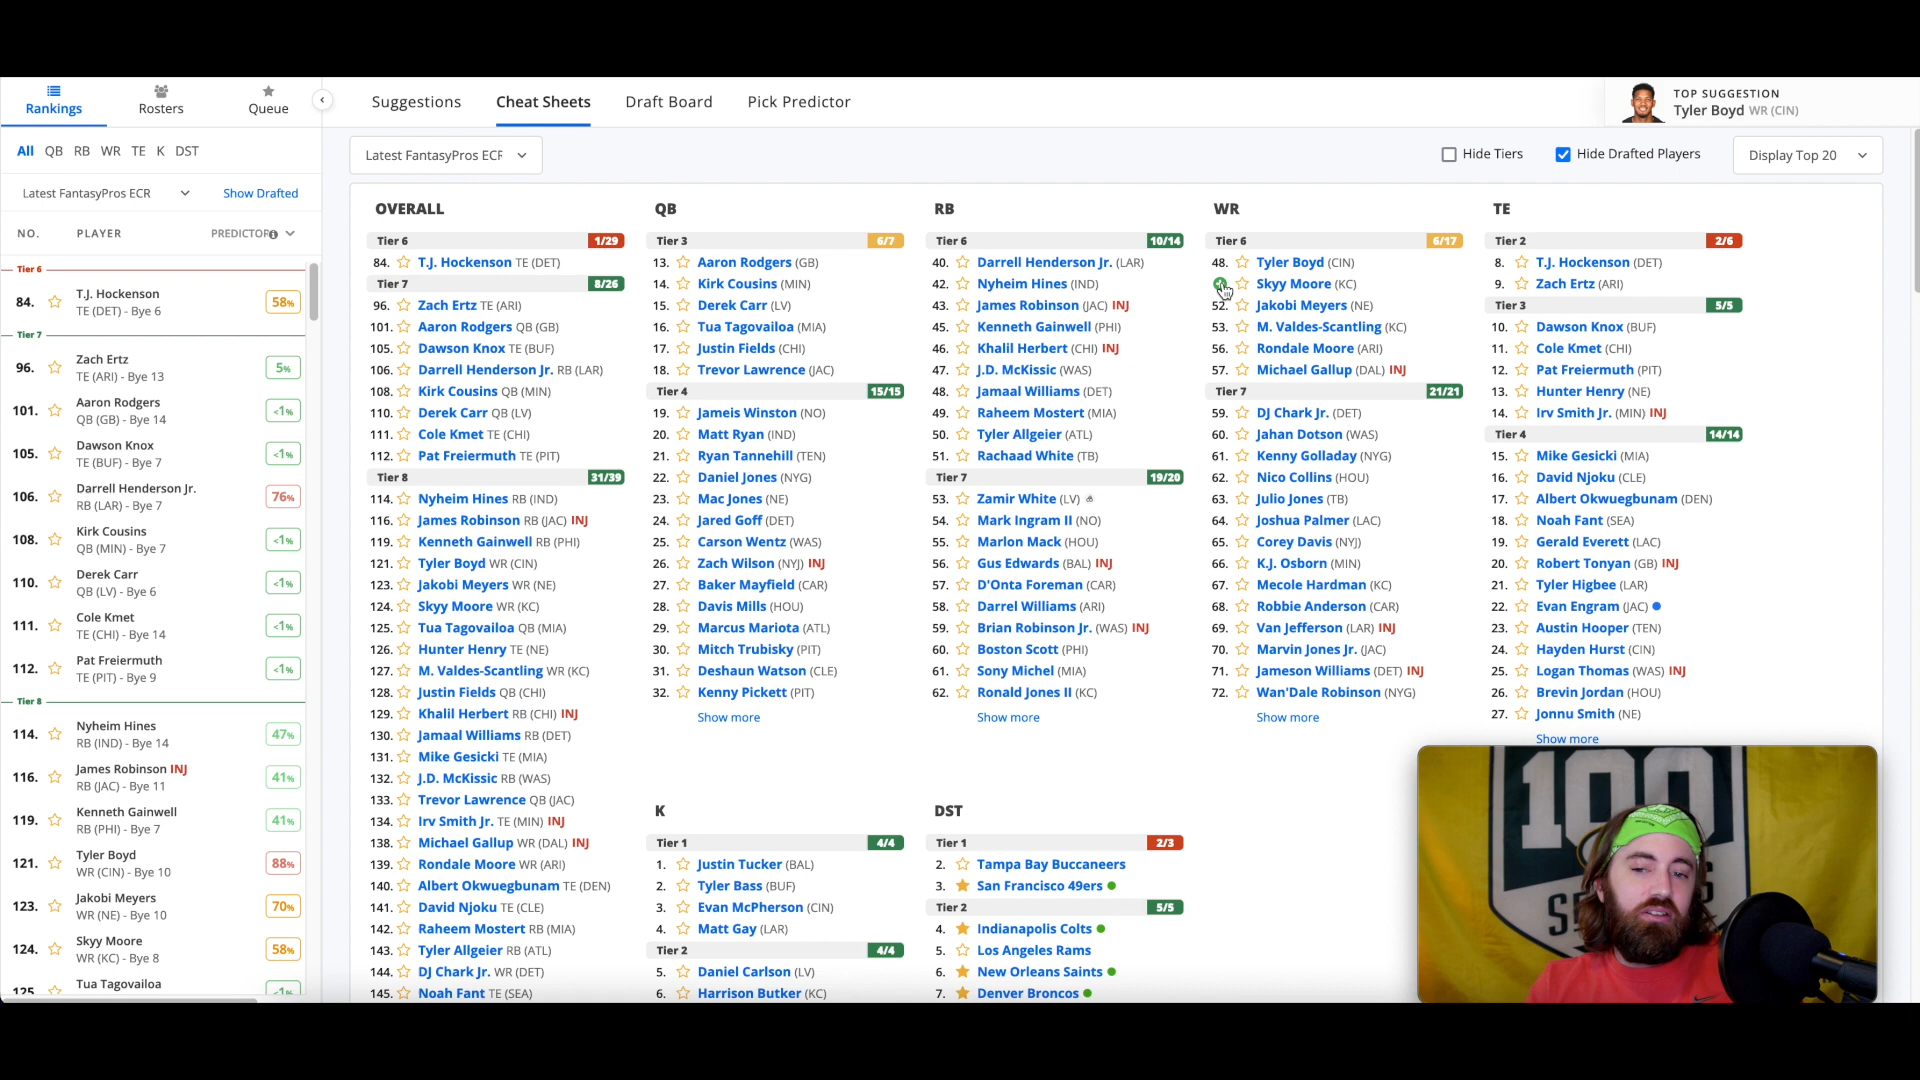 Rankings
Rosters
Queue
Suggestions
Cheat Sheets
Draft Board
Pick Predictor
TOP SUGGESTION
Tyler Boyd WR (CIN)
All QB RB WR TE K DST
Latest FantasyPros ECR
Show Drafted
NO. PLAYER PREDICTOR
Tier 6
84. T.J. Hockenson 58%
TE (DET) - Bye 6
Tier 7
96. Zach Ertz 5%
TE (ARI) - Bye 13
101. Aaron Rodgers <1%
QB (GB) - Bye 14
105. Dawson Knox <1%
TE (BUF) - Bye 7
106. Darrell Henderson Jr. 76%
RB (LAR) - Bye 7
108. Kirk Cousins <1%
QB (MIN) - Bye 7
110. Derek Carr <1%
QB (LV) - Bye 6
111. Cole Kmet <1%
TE (CHI) - Bye 14
112. Pat Freiermuth <1%
TE (PIT) - Bye 9
Tier 8
114. Nyheim Hines 47%
RB (IND) - Bye 14
116. James Robinson INJ 41%
RB (JAC) - Bye 11
119. Kenneth Gainwell 41%
RB (PHI) - Bye 7
121. Tyler Boyd 88%
WR (CIN) - Bye 10
123. Jakobi Meyers 70%
WR (NE) - Bye 10
124. Skyy Moore 58%
WR (KC) - Bye 8
125. Tua Tagovailoa <1%
Latest FantasyPros ECR
Hide Tiers
Hide Drafted Players
Display Top 20
OVERALL
Tier 6 1/29
84. T.J. Hockenson TE (DET)
Tier 7 8/26
96. Zach Ertz TE (ARI)
101. Aaron Rodgers QB (GB)
105. Dawson Knox TE (BUF)
106. Darrell Henderson Jr. RB (LAR)
108. Kirk Cousins QB (MIN)
110. Derek Carr QB (LV)
111. Cole Kmet TE (CHI)
112. Pat Freiermuth TE (PIT)
Tier 8 31/39
114. Nyheim Hines RB (IND)
116. James Robinson RB (JAC) INJ
119. Kenneth Gainwell RB (PHI)
121. Tyler Boyd WR (CIN)
123. Jakobi Meyers WR (NE)
124. Skyy Moore WR (KC)
125. Tua Tagovailoa QB (MIA)
126. Hunter Henry TE (NE)
127. M. Valdes-Scantling WR (KC)
128. Justin Fields QB (CHI)
129. Khalil Herbert RB (CHI) INJ
130. Jamaal Williams RB (DET)
131. Mike Gesicki TE (MIA)
132. J.D. McKissic RB (WAS)
133. Trevor Lawrence QB (JAC)
134. Irv Smith Jr. TE (MIN) INJ
138. Michael Gallup WR (DAL) INJ
139. Rondale Moore WR (ARI)
140. Albert Okwuegbunam TE (DEN)
141. David Njoku TE (CLE)
142. Raheem Mostert RB (MIA)
143. Tyler Allgeier RB (ATL)
144. DJ Chark Jr. WR (DET)
145. Noah Fant TE (SEA)
QB
Tier 3 6/7
13. Aaron Rodgers (GB)
14. Kirk Cousins (MIN)
15. Derek Carr (LV)
16. Tua Tagovailoa (MIA)
17. Justin Fields (CHI)
18. Trevor Lawrence (JAC)
Tier 4 15/15
19. Jameis Winston (NO)
20. Matt Ryan (IND)
21. Ryan Tannehill (TEN)
22. Daniel Jones (NYG)
23. Mac Jones (NE)
24. Jared Goff (DET)
25. Carson Wentz (WAS)
26. Zach Wilson (NYJ) INJ
27. Baker Mayfield (CAR)
28. Davis Mills (HOU)
29. Marcus Mariota (ATL)
30. Mitch Trubisky (PIT)
31. Deshaun Watson (CLE)
32. Kenny Pickett (PIT)
Show more
RB
Tier 6 10/14
40. Darrell Henderson Jr. (LAR)
42. Nyheim Hines (IND)
43. James Robinson (JAC) INJ
45. Kenneth Gainwell (PHI)
46. Khalil Herbert (CHI) INJ
47. J.D. McKissic (WAS)
48. Jamaal Williams (DET)
49. Raheem Mostert (MIA)
50. Tyler Allgeier (ATL)
51. Rachaad White (TB)
Tier 7 19/20
53. Zamir White (LV)
54. Mark Ingram II (NO)
55. Marlon Mack (HOU)
56. Gus Edwards (BAL) INJ
57. D'Onta Foreman (CAR)
58. Darrel Williams (ARI)
59. Brian Robinson Jr. (WAS) INJ
60. Boston Scott (PHI)
61. Sony Michel (MIA)
62. Ronald Jones II (KC)
Show more
WR
Tier 6 6/17
48. Tyler Boyd (CIN)
Skyy Moore (KC)
52. Jakobi Meyers (NE)
53. M. Valdes-Scantling (KC)
56. Rondale Moore (ARI)
57. Michael Gallup (DAL) INJ
Tier 7 21/21
59. DJ Chark Jr. (DET)
60. Jahan Dotson (WAS)
61. Kenny Golladay (NYG)
62. Nico Collins (HOU)
63. Julio Jones (TB)
64. Joshua Palmer (LAC)
65. Corey Davis (NYJ)
66. K.J. Osborn (MIN)
67. Mecole Hardman (KC)
68. Robbie Anderson (CAR)
69. Van Jefferson (LAR) INJ
70. Marvin Jones Jr. (JAC)
71. Jameson Williams (DET) INJ
72. Wan'Dale Robinson (NYG)
Show more
TE
Tier 2 2/6
8. T.J. Hockenson (DET)
9. Zach Ertz (ARI)
Tier 3 5/5
10. Dawson Knox (BUF)
11. Cole Kmet (CHI)
12. Pat Freiermuth (PIT)
13. Hunter Henry (NE)
14. Irv Smith Jr. (MIN) INJ
Tier 4 14/14
15. Mike Gesicki (MIA)
16. David Njoku (CLE)
17. Albert Okwuegbunam (DEN)
18. Noah Fant (SEA)
19. Gerald Everett (LAC)
20. Robert Tonyan (GB) INJ
21. Tyler Higbee (LAR)
22. Evan Engram (JAC)
23. Austin Hooper (TEN)
24. Hayden Hurst (CIN)
25. Logan Thomas (WAS) INJ
26. Brevin Jordan (HOU)
27. Jonnu Smith (NE)
Show more
K
Tier 1 4/4
1. Justin Tucker (BAL)
2. Tyler Bass (BUF)
3. Evan McPherson (CIN)
4. Matt Gay (LAR)
Tier 2 4/4
5. Daniel Carlson (LV)
6. Harrison Butker (KC)
DST
Tier 1 2/3
2. Tampa Bay Buccaneers
3. San Francisco 49ers
Tier 2 5/5
4. Indianapolis Colts
5. Los Angeles Rams
6. New Orleans Saints
7. Denver Broncos
100